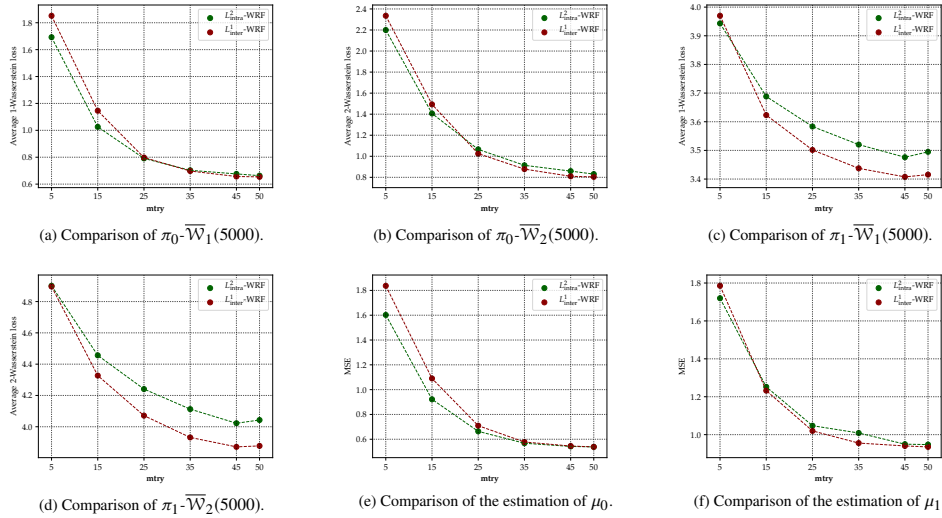 1.8
1.6
1.4
1.2
1.0
0.8
0.6
Average 1-Wasserstein loss
L²intra-WRF
L¹inter-WRF
5 15 25 35 45 50
mtry
(a) Comparison of π₀-W̅₁(5000).
2.4
2.2
2.0
1.8
1.6
1.4
1.2
1.0
0.8
Average 2-Wasserstein loss
L²intra-WRF
L¹inter-WRF
5 15 25 35 45 50
mtry
(b) Comparison of π₀-W̅₂(5000).
4.0
3.9
3.8
3.7
3.6
3.5
3.4
Average 1-Wasserstein loss
L²intra-WRF
L¹inter-WRF
5 15 25 35 45 50
mtry
(c) Comparison of π₁-W̅₁(5000).
4.8
4.6
4.4
4.2
4.0
Average 2-Wasserstein loss
L²intra-WRF
L¹inter-WRF
5 15 25 35 45 50
mtry
(d) Comparison of π₁-W̅₂(5000).
1.8
1.6
1.4
1.2
1.0
0.8
0.6
MSE
L²intra-WRF
L¹inter-WRF
5 15 25 35 45 50
mtry
(e) Comparison of the estimation of μ₀.
1.8
1.6
1.4
1.2
1.0
MSE
L²intra-WRF
L¹inter-WRF
5 15 25 35 45 50
mtry
(f) Comparison of the estimation of μ₁